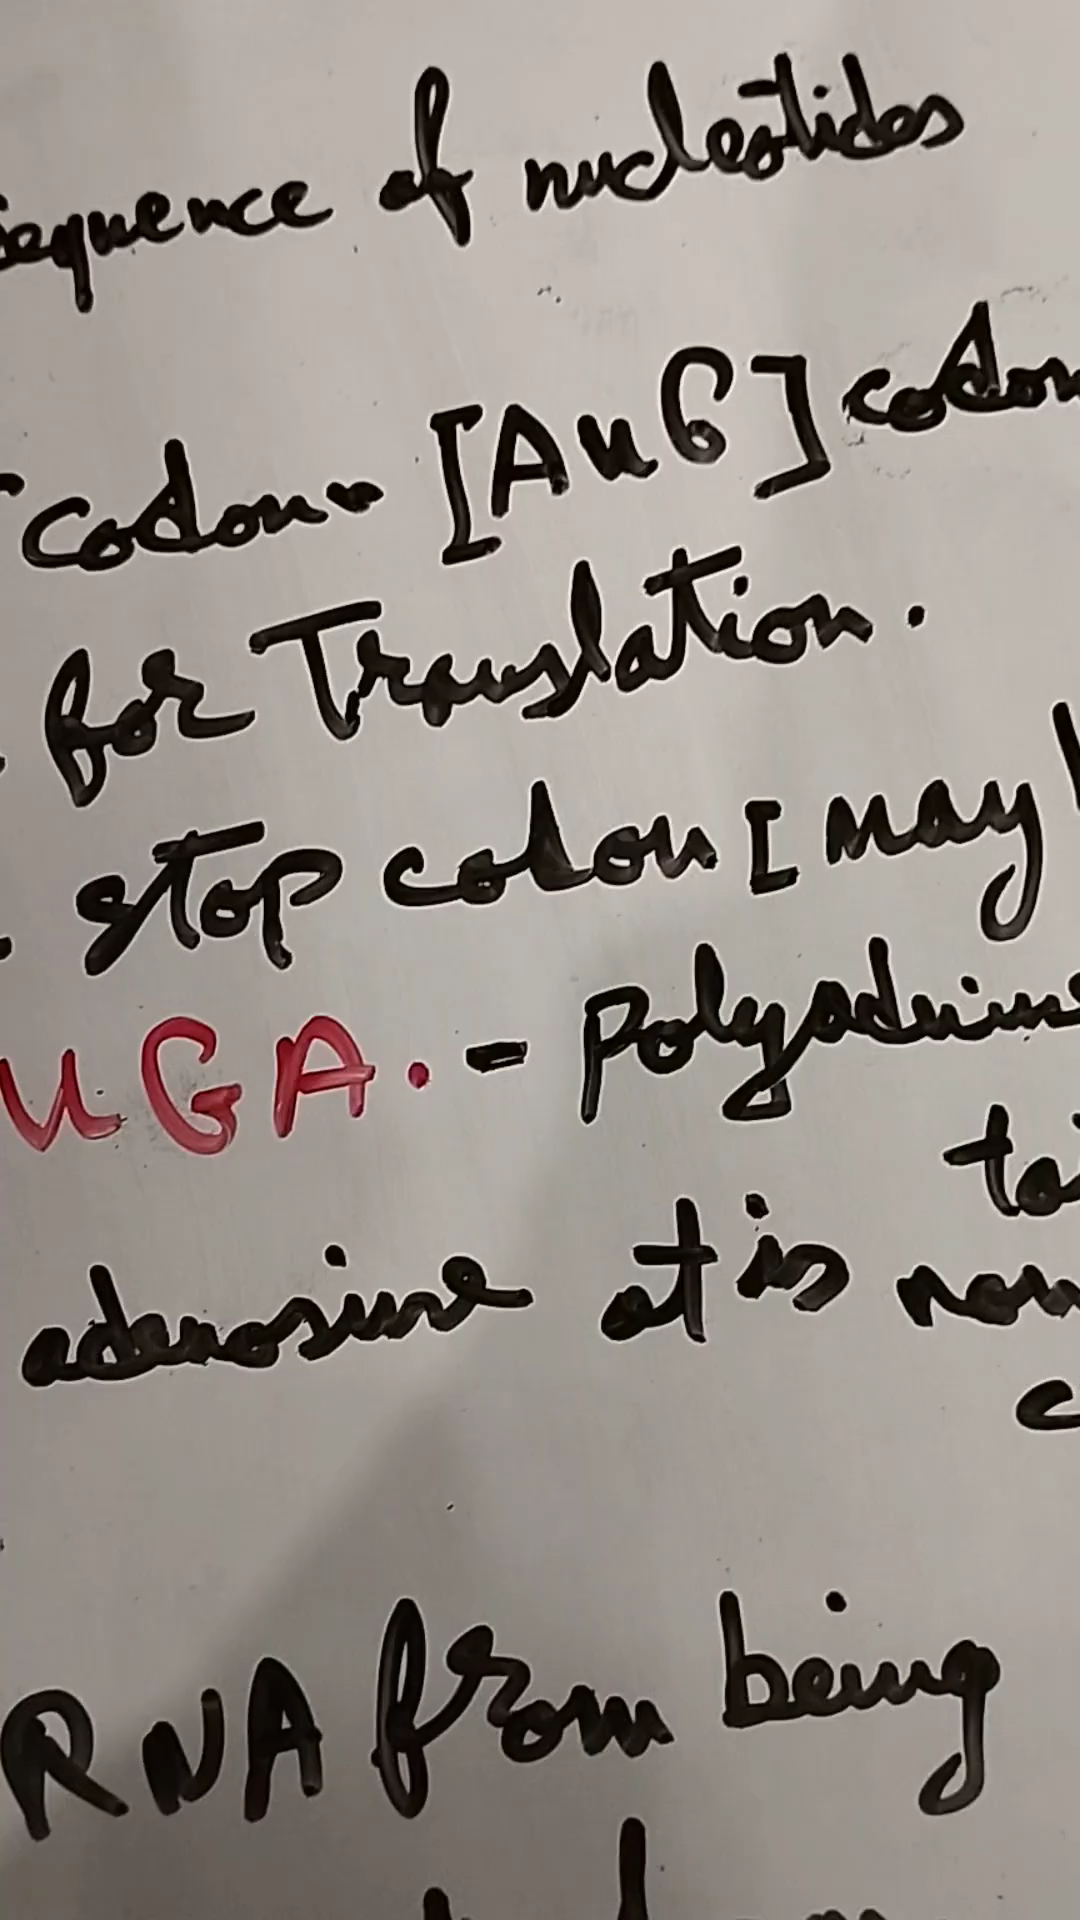 Sequence of nucleotides
codon - [AUG] codon
for Translation.
stop codon [may
UGA. - Polyadenine
adenosine at is non
RNA from being